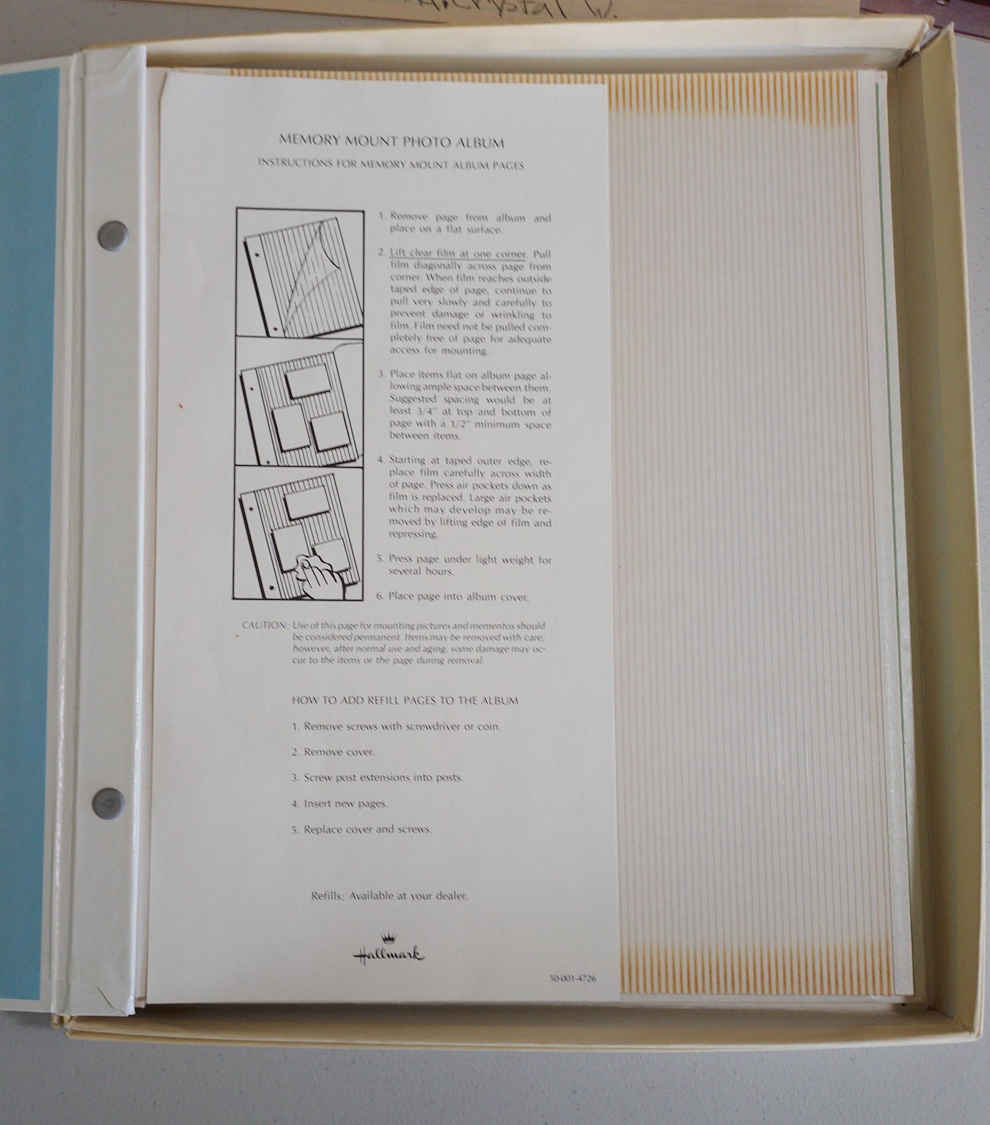 Crystal W.
MEMORY MOUNT PHOTO ALBUM
INSTRUCTIONS FOR MEMORY MOUNT ALBUM PAGES
1. Remove page from album and
place on a flat surface.
2. Lift clear film at one corner. Pull
film diagonally across page from
corner. When film reaches outside
taped edge of page, continue to
pull very slowly and carefully to
prevent damage or wrinkling to
film. Film need not be pulled com-
pletely free of page for adequate
access for mounting.
3. Place items flat on album page al-
lowing ample space between them.
Suggested spacing would be at
least 3/4" at top and bottom of
page with a 1/2" minimum space
between items.
4. Starting at taped outer edge, re-
place film carefully across width
of page. Press air pockets down as
film is replaced. Large air pockets
which may develop may be re-
moved by lifting edge of film and
repressing.
5. Press page under light weight for
several hours.
6. Place page into album cover.
CAUTION: Use of this page for mounting pictures and mementos should
be considered permanent. Items may be removed with care,
however, after normal use and aging, some damage may oc-
cur to the items or the page during removal.
HOW TO ADD REFILL PAGES TO THE ALBUM
1. Remove screws with screwdriver or coin.
2. Remove cover.
3. Screw post extensions into posts.
4. Insert new pages.
5. Replace cover and screws.
Refills: Available at your dealer.
Hallmark
50-001-4726